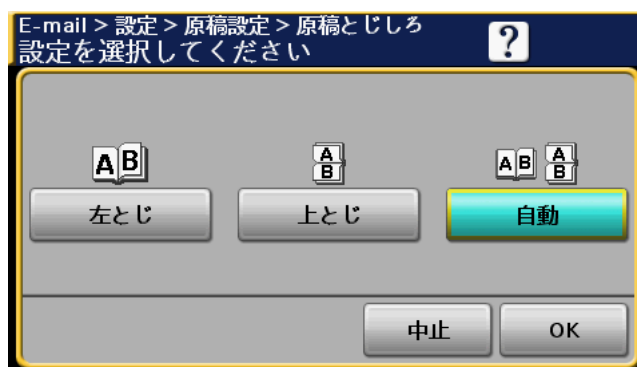 E-mail > 設定 > 原稿設定 > 原稿とじしろ
設定を選択してください
?
AB
A
B
AB
A
B
左とじ
上とじ
自動
中止
OK